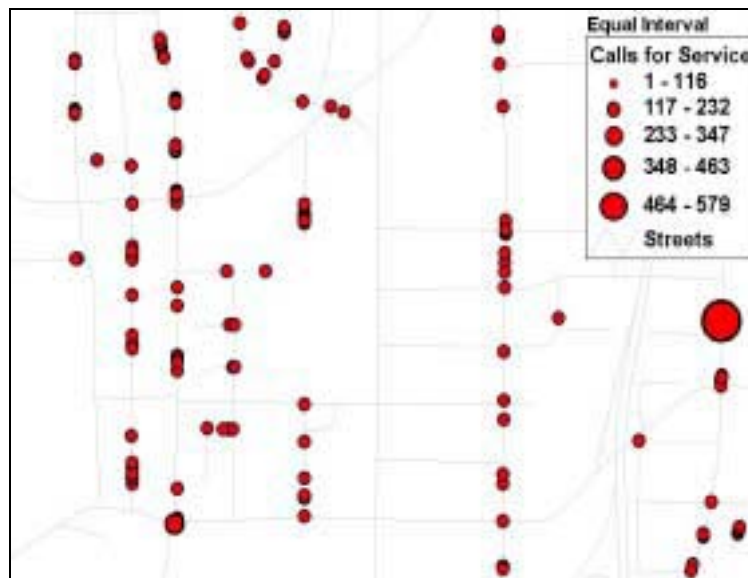 Equal Interval
Calls for Service
1 - 116
117 - 232
233 - 347
348 - 463
464 - 579
Streets